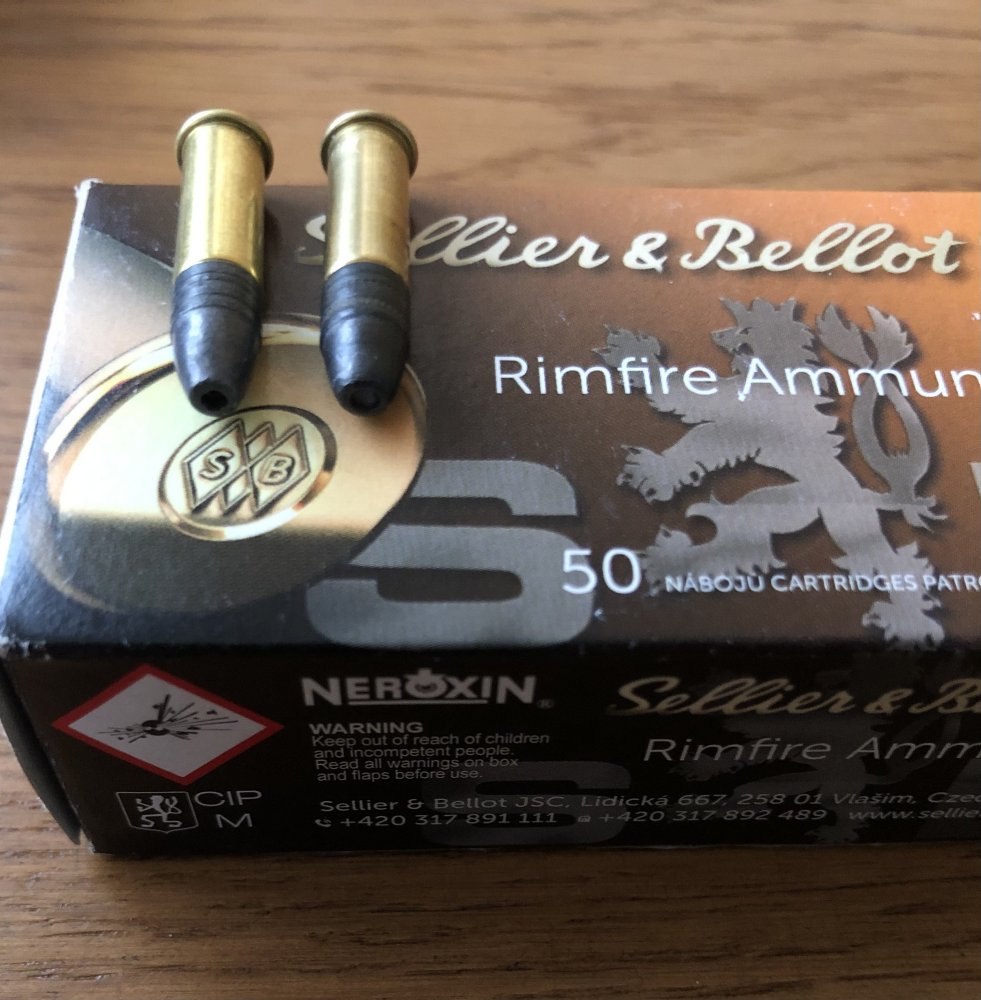 Sellier & Bellot
Rimfire Ammun
S B
50 NÁBOJŮ CARTRIDGES PATRO
NEROXIN®
Sellier & B
WARNING
Keep out of reach of children
and incompetent people.
Read all warnings on box
and flaps before use.
Rimfire Amm
CIP
M
Sellier & Bellot JSC, Lidická 667, 258 01 Vlašim, Czec
+420 317 891 111 +420 317 892 489 www.sellie